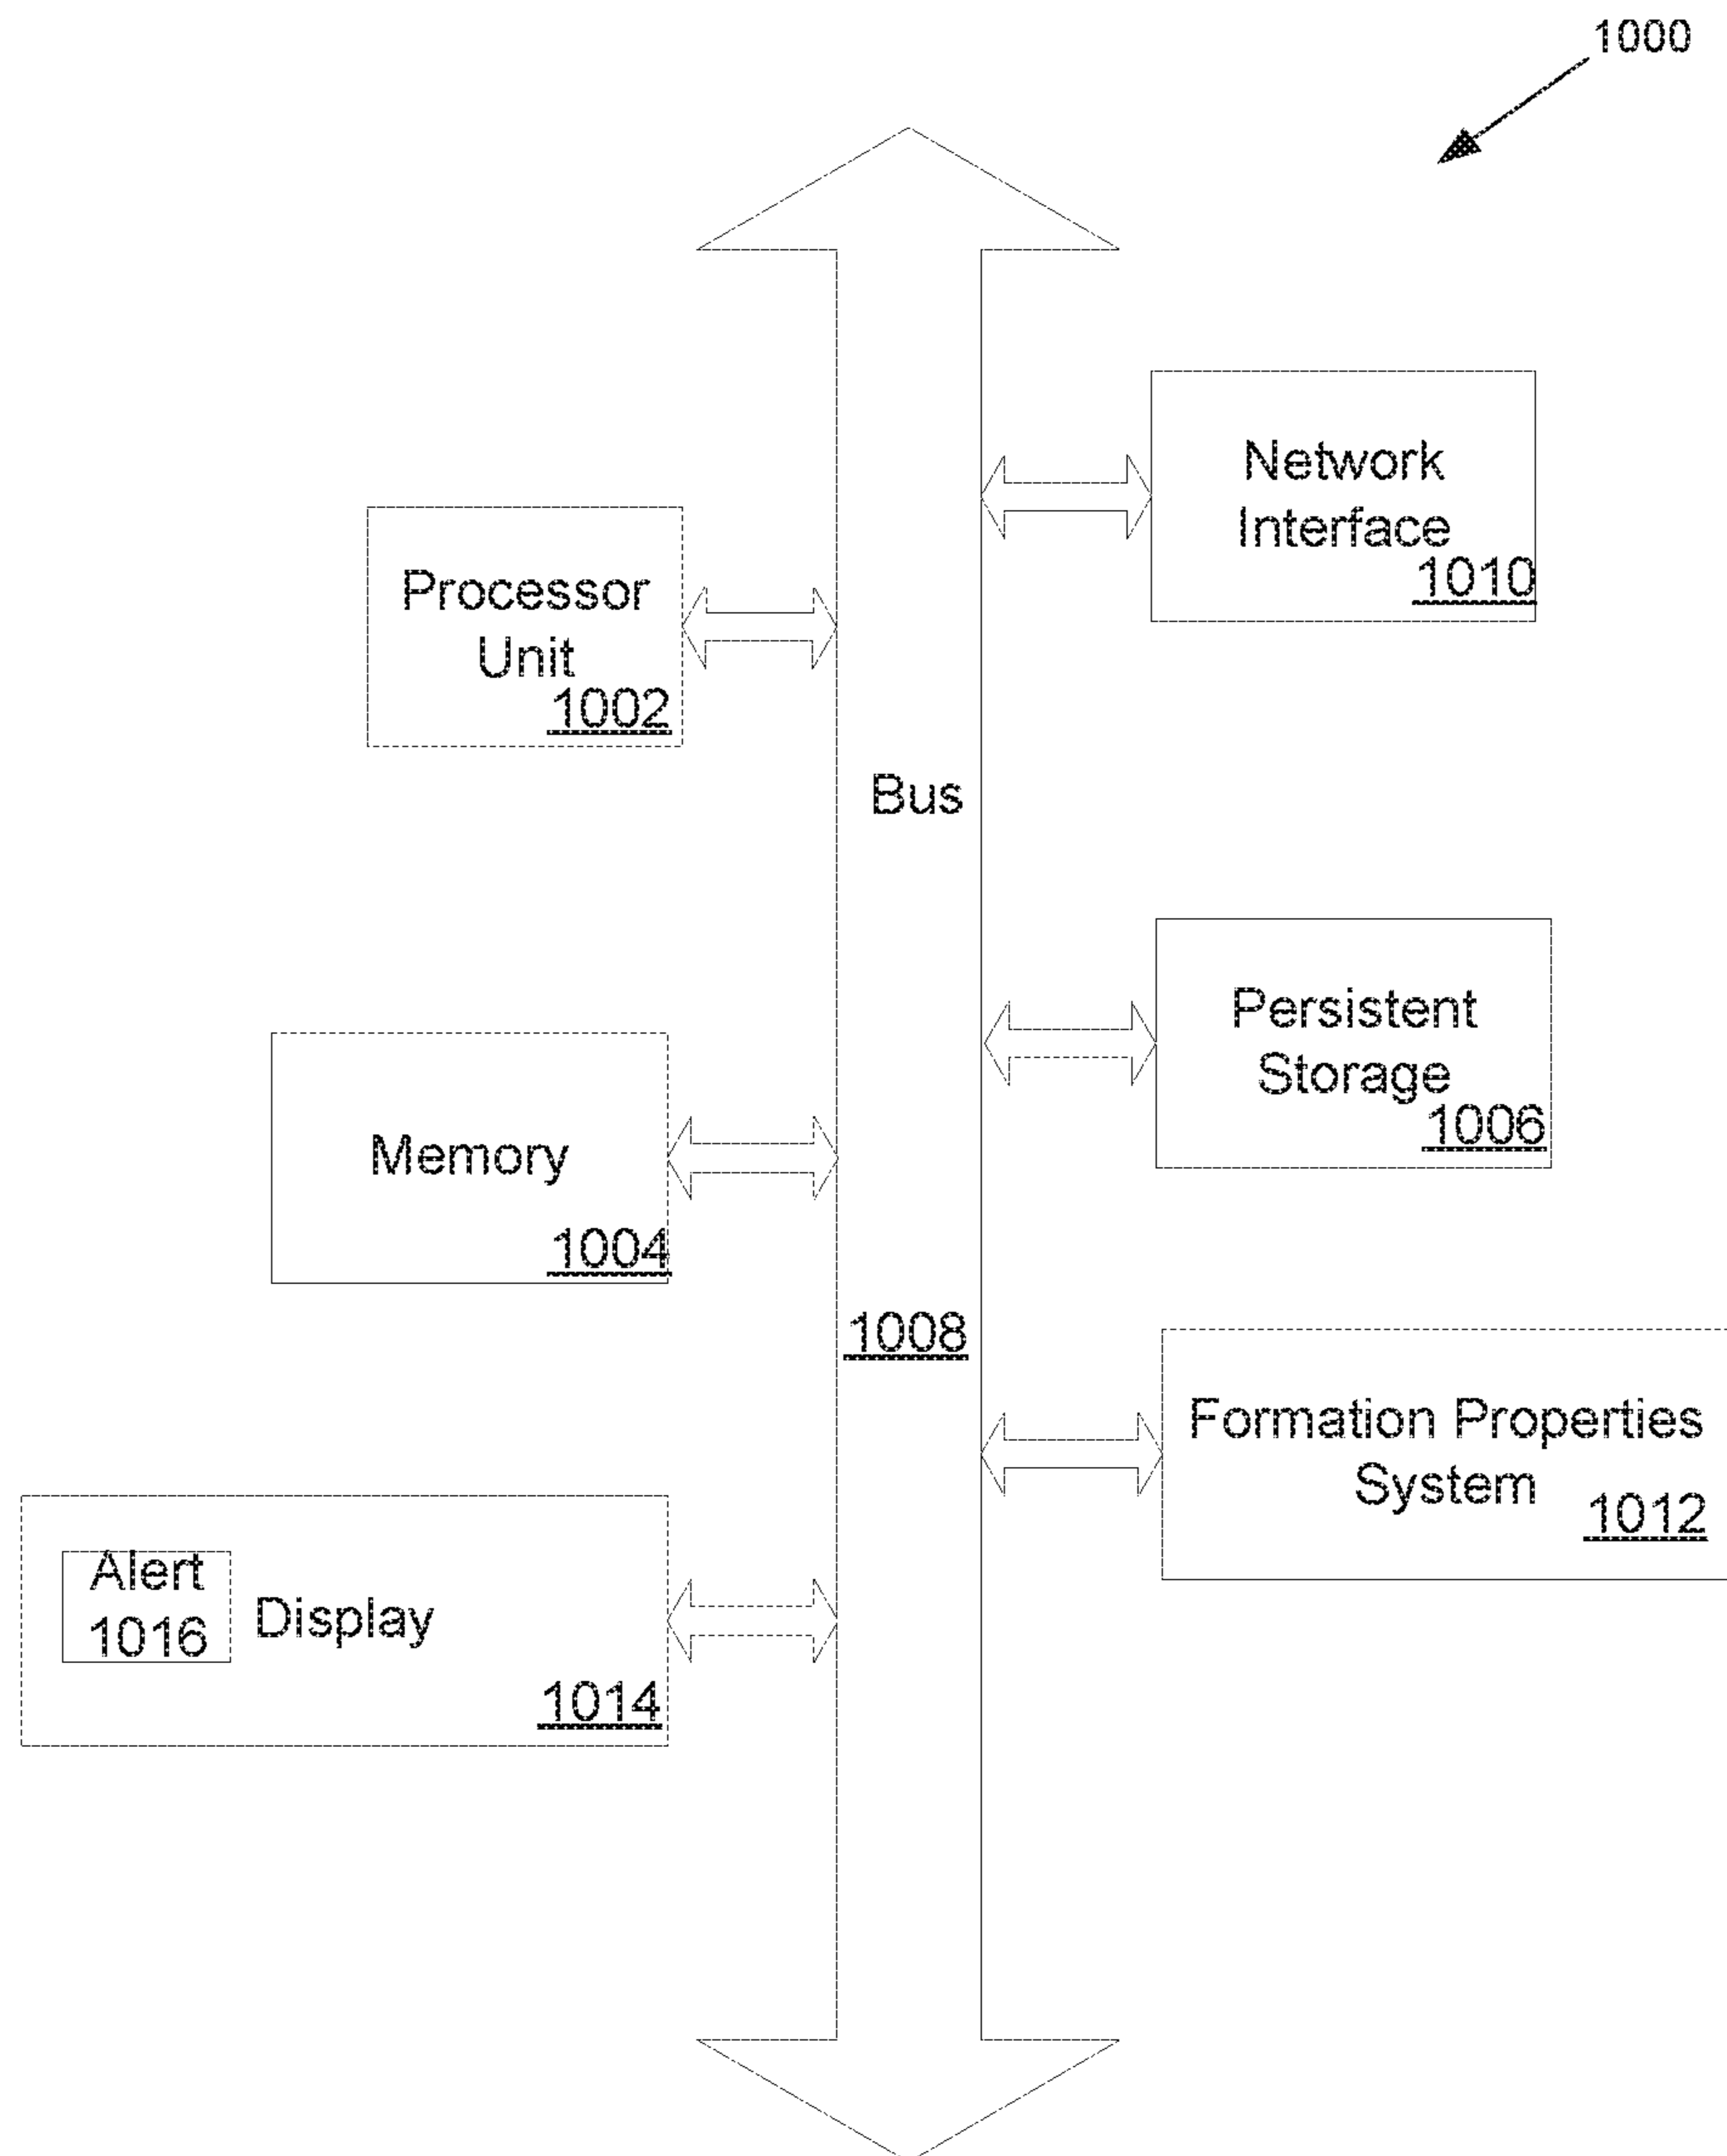 1000
Network
Interface
1010
Processor
Unit
1002
Bus
Persistent
Storage
1006
Memory
1004
1008
Formation Properties
System
1012
Alert
1016
Display
1014